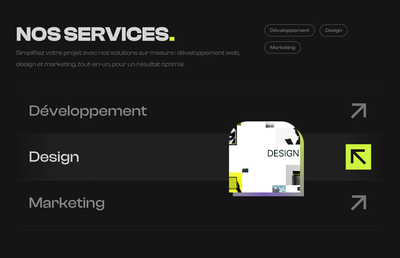 NOS SERVICES.
Simplifiez votre projet avec nos solutions sur mesure : développement web,
design et marketing, tout-en-un, pour un résultat optimal.
Développement
Design
Marketing
Développement
Design
DESIGN
Marketing